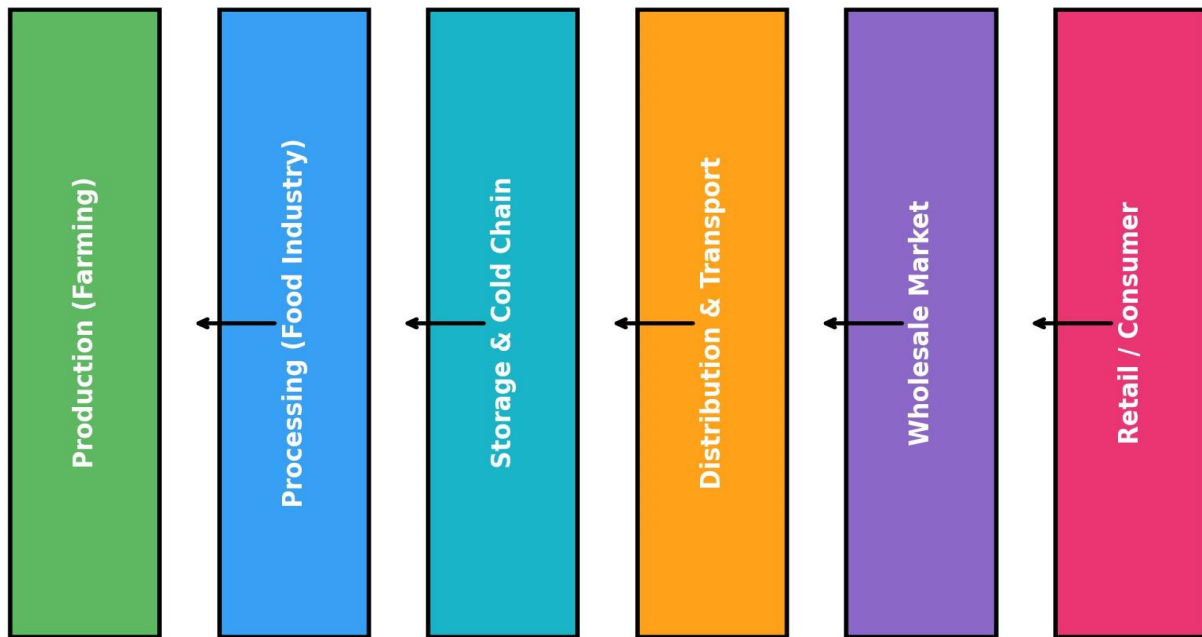 Production (Farming)
Processing (Food Industry)
Storage & Cold Chain
Distribution & Transport
Wholesale Market
Retail / Consumer